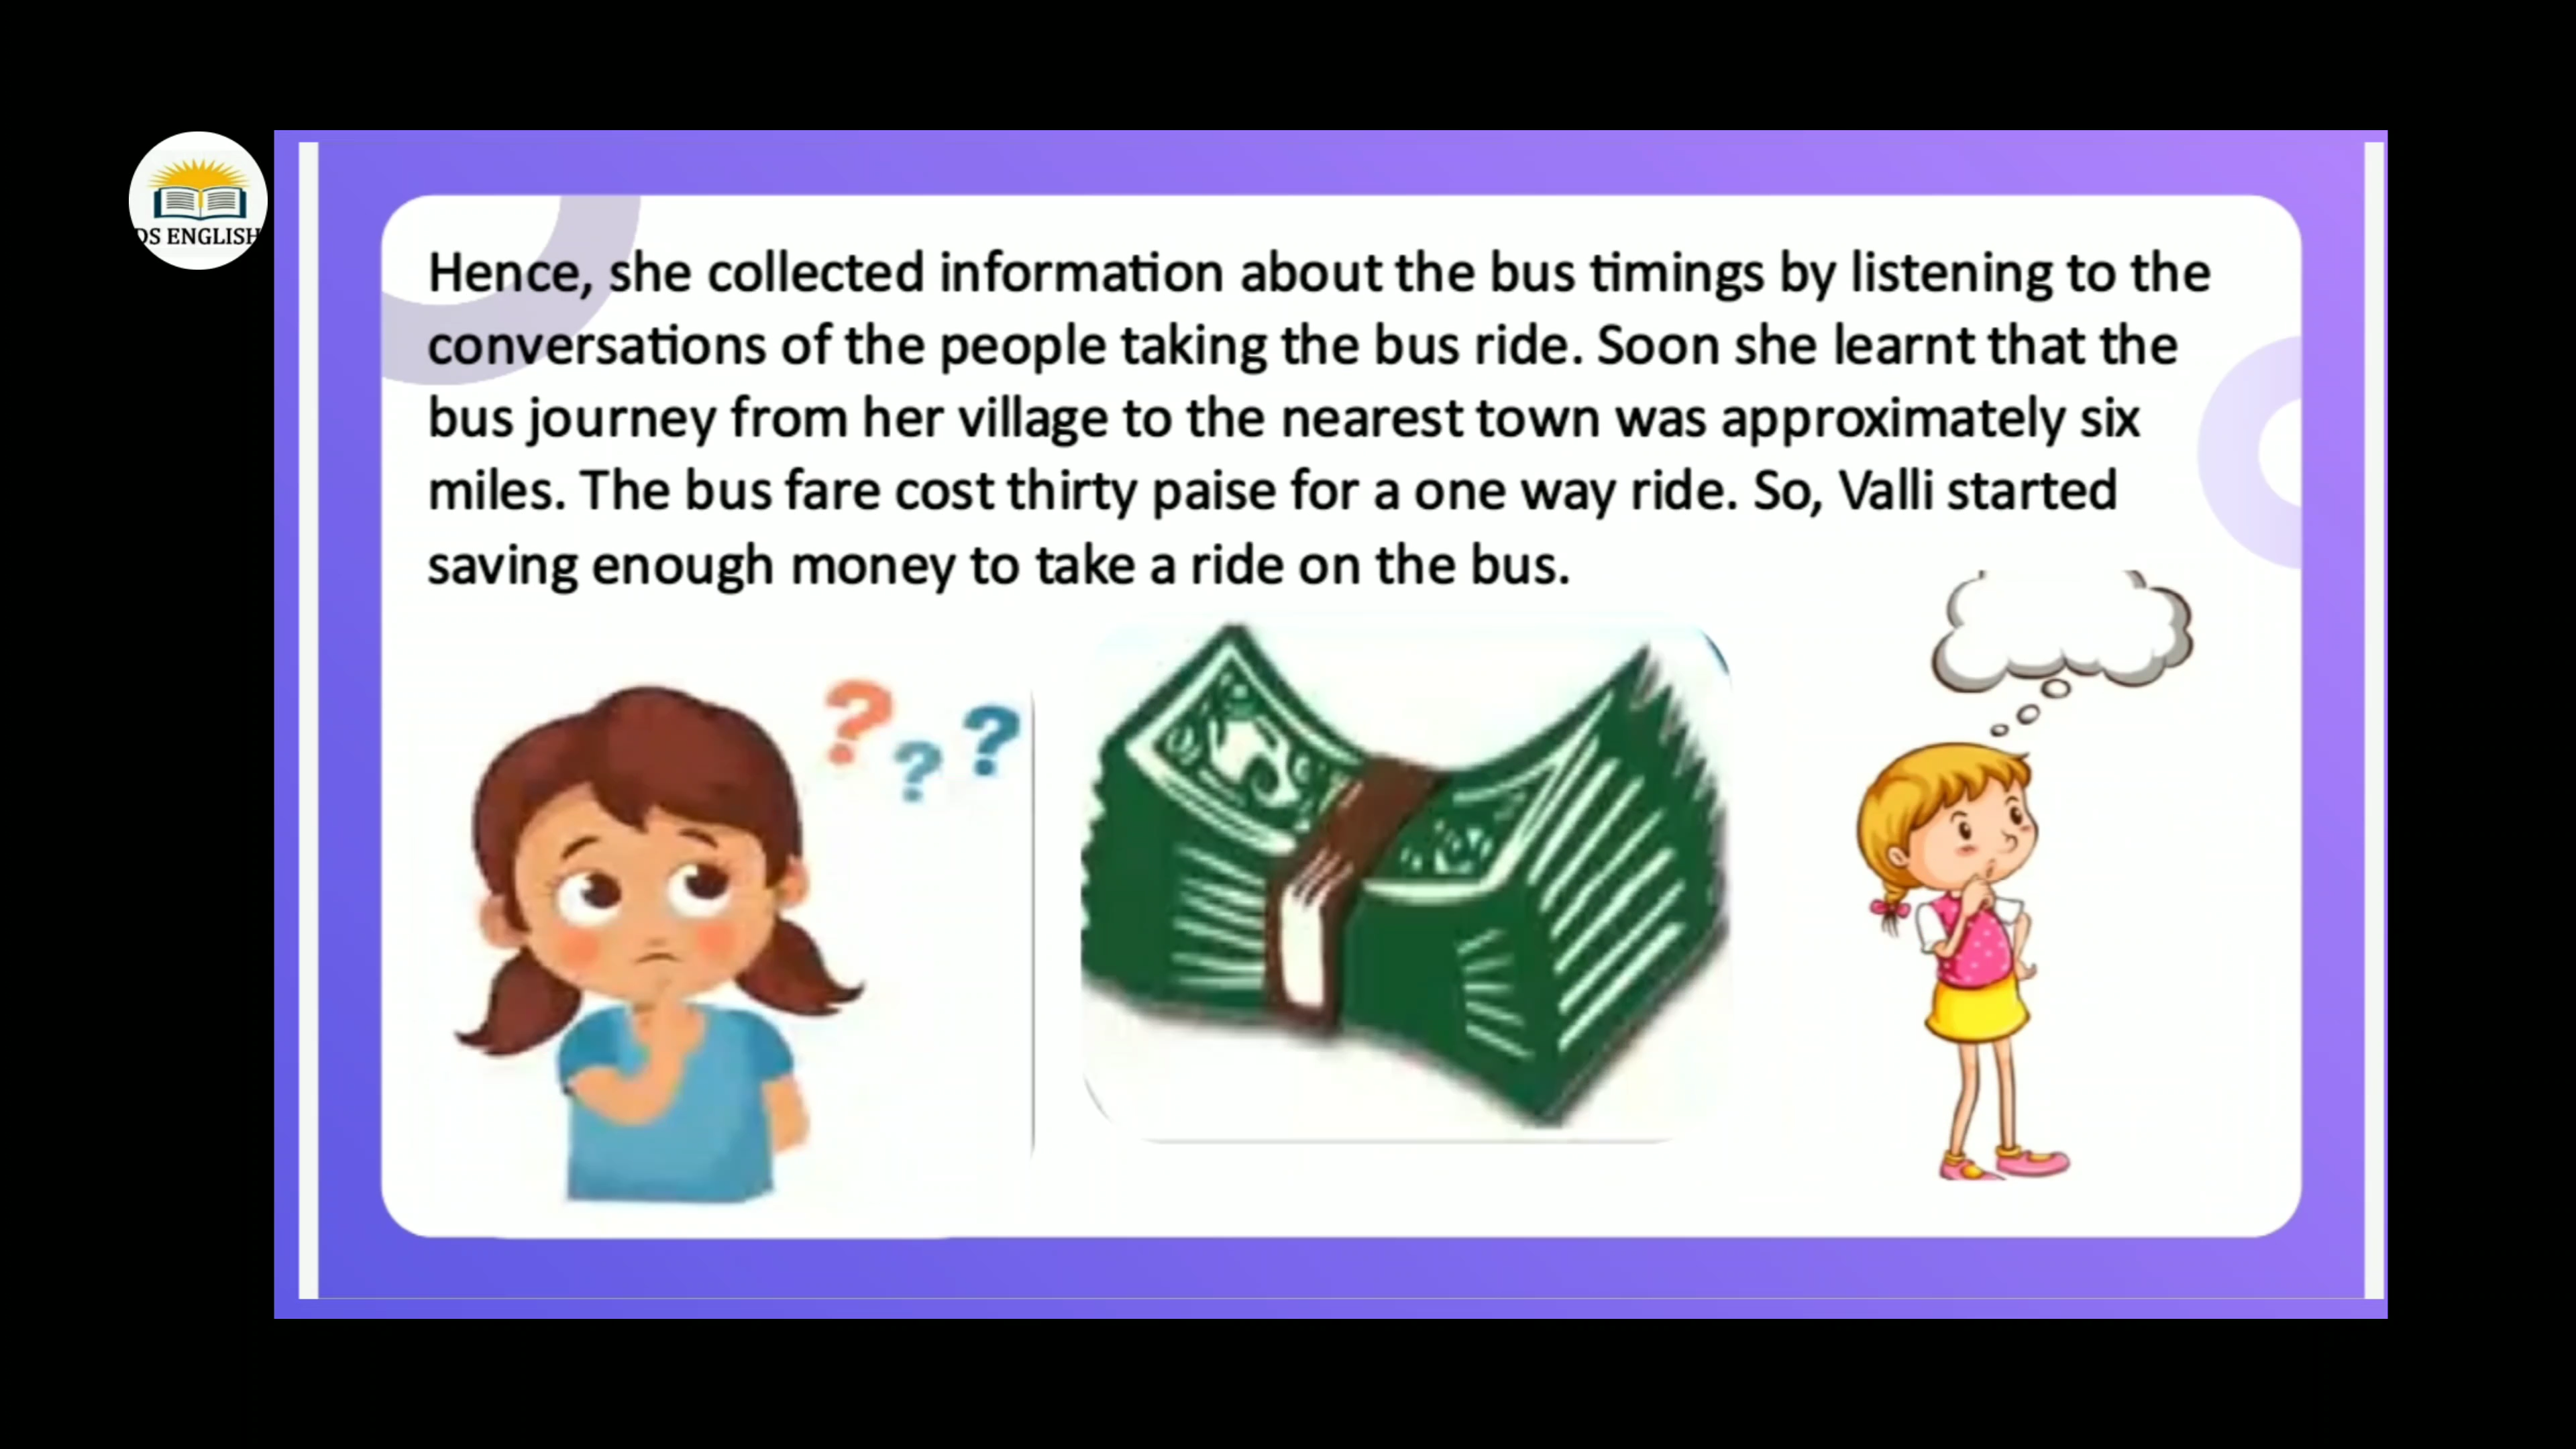 DS ENGLISH
Hence, she collected information about the bus timings by listening to the
conversations of the people taking the bus ride. Soon she learnt that the
bus journey from her village to the nearest town was approximately six
miles. The bus fare cost thirty paise for a one way ride. So, Valli started
saving enough money to take a ride on the bus.
? ? ?